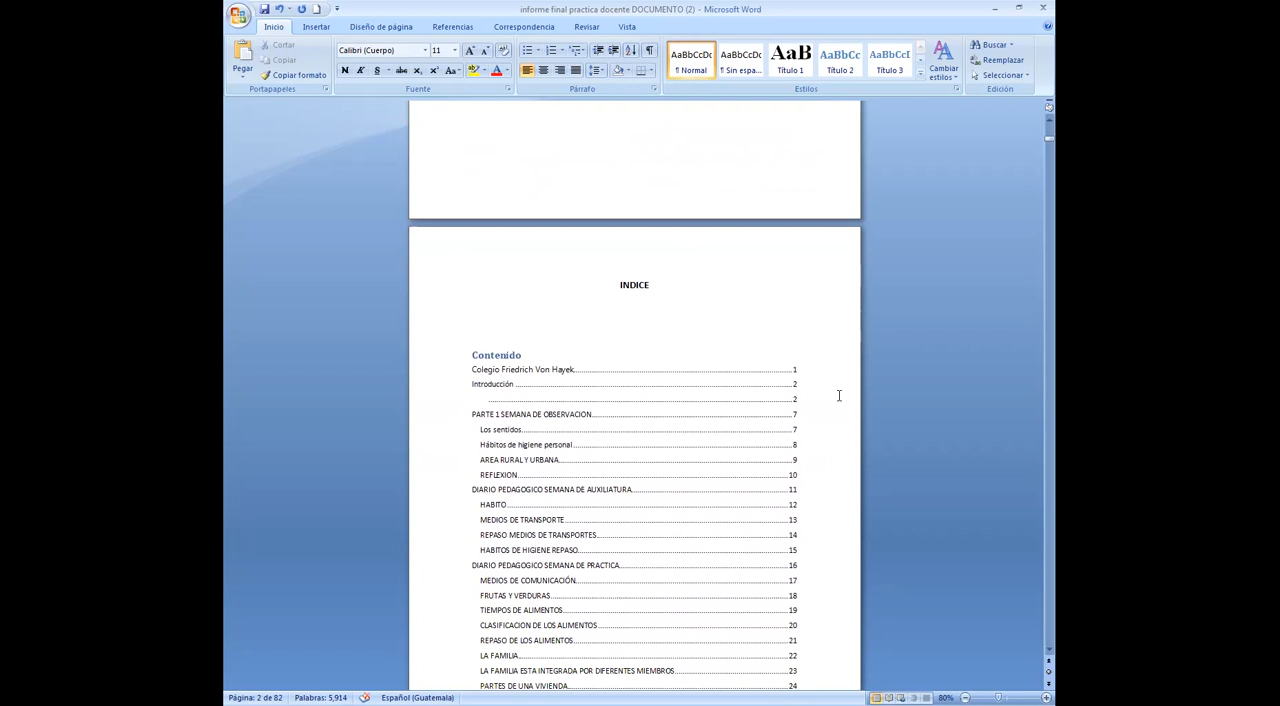 informe final practica docente DOCUMENTO (2) - Microsoft Word
Inicio Insertar Diseño de página Referencias Correspondencia Revisar Vista
Pegar
Cortar
Copiar
Copiar formato
Portapapeles
Calibri (Cuerpo) 11
N K S abc x₂ x² Aa
Fuente
Párrafo
AaBbCcDc AaBbCcDc AaB AaBbCc AaBbCcI
¶ Normal ¶ Sin espa... Título 1 Título 2 Título 3
Cambiar estilos
Estilos
Buscar
Reemplazar
Seleccionar
Edición
INDICE
Contenido
Colegio Friedrich Von Hayek 1
Introducción 2
2
PARTE 1 SEMANA DE OBSERVACION 7
Los sentidos 7
Hábitos de higiene personal 8
AREA RURAL Y URBANA 9
REFLEXION 10
DIARIO PEDAGOGICO SEMANA DE AUXILIATURA 11
HABITO 12
MEDIOS DE TRANSPORTE 13
REPASO MEDIOS DE TRANSPORTES 14
HABITOS DE HIGIENE REPASO 15
DIARIO PEDAGOGICO SEMANA DE PRACTICA 16
MEDIOS DE COMUNICACIÓN 17
FRUTAS Y VERDURAS 18
TIEMPOS DE ALIMENTOS 19
CLASIFICACION DE LOS ALIMENTOS 20
REPASO DE LOS ALIMENTOS 21
LA FAMILIA 22
LA FAMILIA ESTA INTEGRADA POR DIFERENTES MIEMBROS 23
PARTES DE UNA VIVIENDA 24
Página: 2 de 82 Palabras: 5,914 Español (Guatemala) 80%